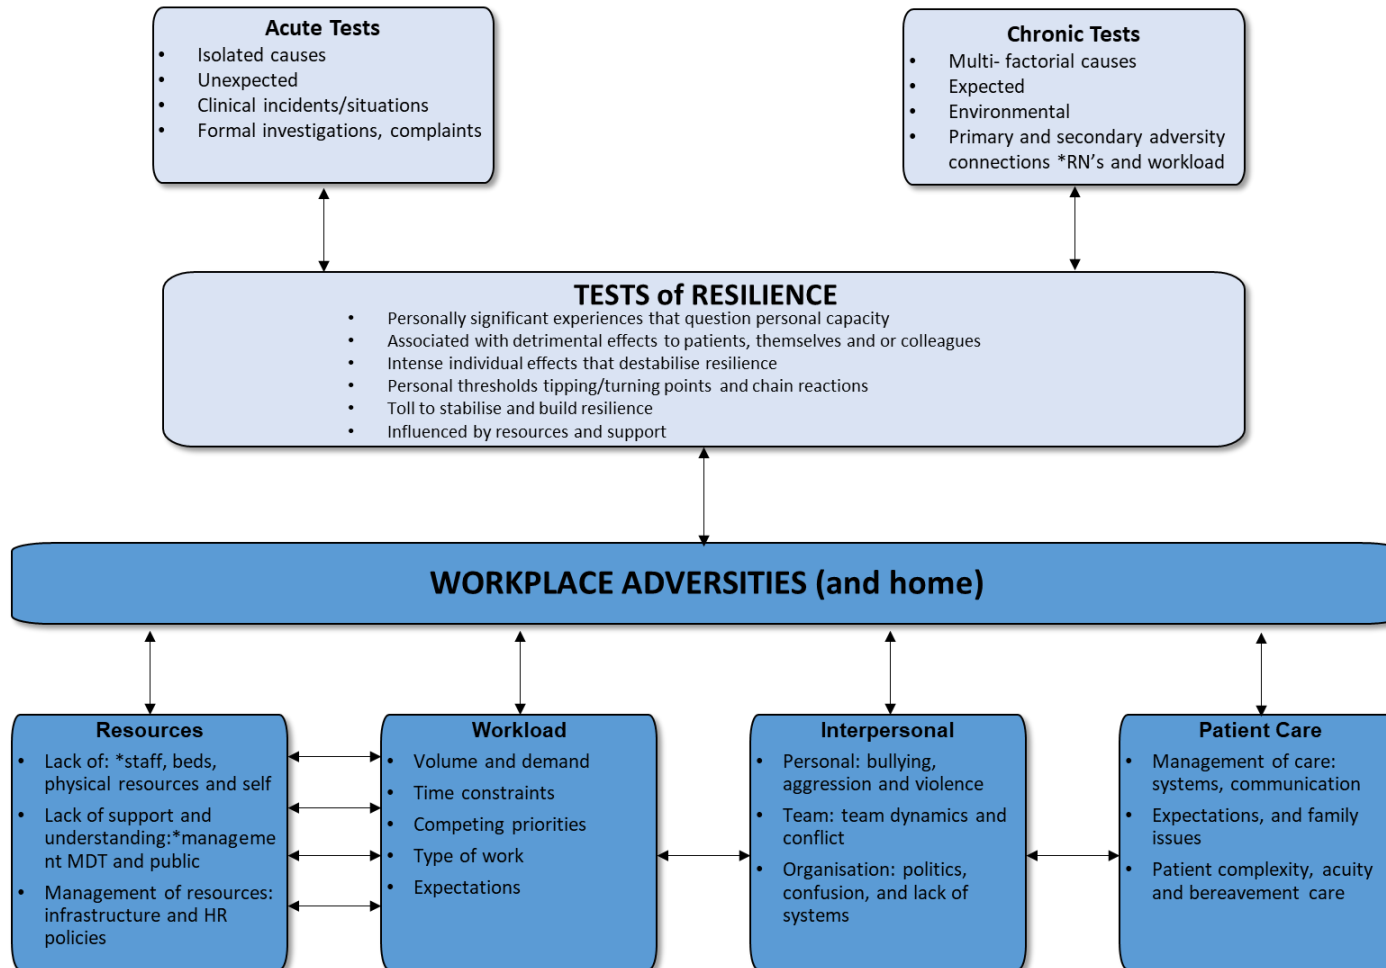 Acute Tests
• Isolated causes
• Unexpected
• Clinical incidents/situations
• Formal investigations, complaints
Chronic Tests
• Multi- factorial causes
• Expected
• Environmental
• Primary and secondary adversity
connections *RN's and workload
TESTS of RESILIENCE
• Personally significant experiences that question personal capacity
• Associated with detrimental effects to patients, themselves and or colleagues
• Intense individual effects that destabilise resilience
• Personal thresholds tipping/turning points and chain reactions
• Toll to stabilise and build resilience
• Influenced by resources and support
WORKPLACE ADVERSITIES (and home)
Resources
• Lack of: *staff, beds,
physical resources and self
• Lack of support and
understanding:*manageme
nt MDT and public
• Management of resources:
infrastructure and HR
policies
Workload
• Volume and demand
• Time constraints
• Competing priorities
• Type of work
• Expectations
Interpersonal
• Personal: bullying,
aggression and violence
• Team: team dynamics and
conflict
• Organisation: politics,
confusion, and lack of
systems
Patient Care
• Management of care:
systems, communication
• Expectations, and family
issues
• Patient complexity, acuity
and bereavement care